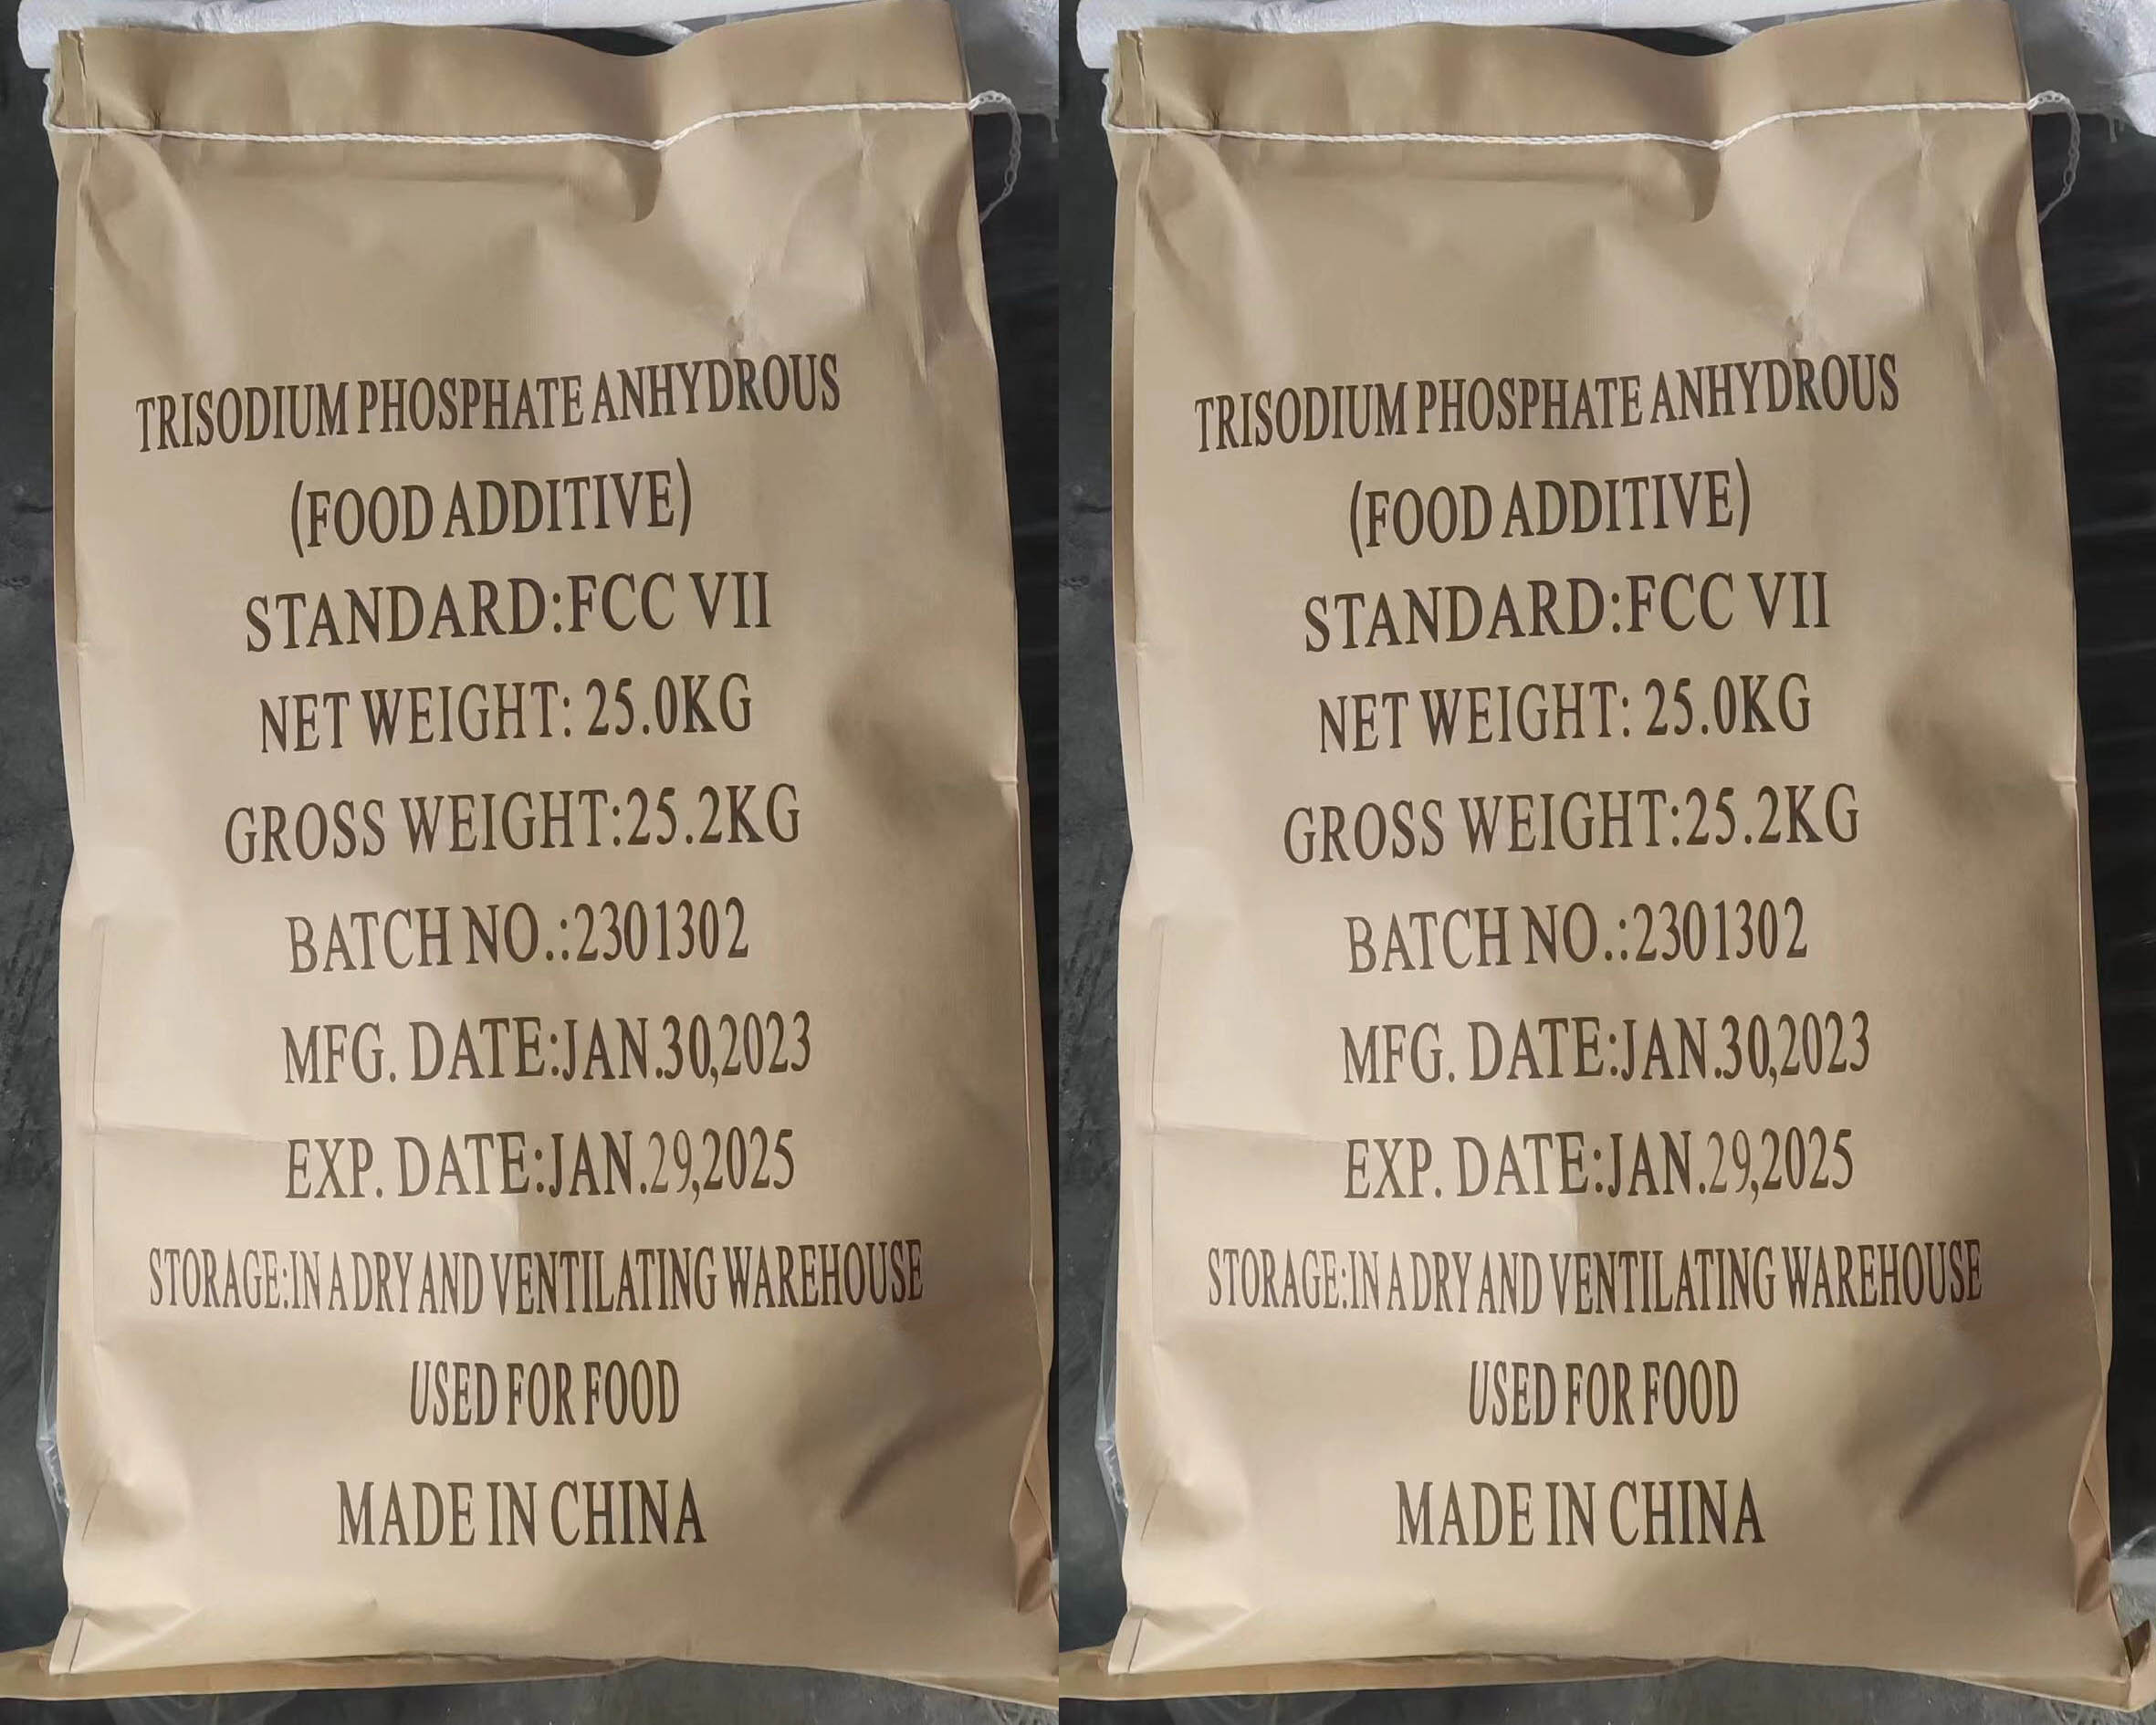 TRISODIUM PHOSPHATE ANHYDROUS
(FOOD ADDITIVE)
STANDARD:FCC VII
NET WEIGHT: 25.0KG
GROSS WEIGHT:25.2KG
BATCH NO.:2301302
MFG. DATE:JAN.30,2023
EXP. DATE:JAN.29,2025
STORAGE:IN A DRY AND VENTILATING WAREHOUSE
USED FOR FOOD
MADE IN CHINA
TRISODIUM PHOSPHATE ANHYDROUS
(FOOD ADDITIVE)
STANDARD:FCC VII
NET WEIGHT: 25.0KG
GROSS WEIGHT:25.2KG
BATCH NO.:2301302
MFG. DATE:JAN.30,2023
EXP. DATE:JAN.29,2025
STORAGE:IN A DRY AND VENTILATING WAREHOUSE
USED FOR FOOD
MADE IN CHINA